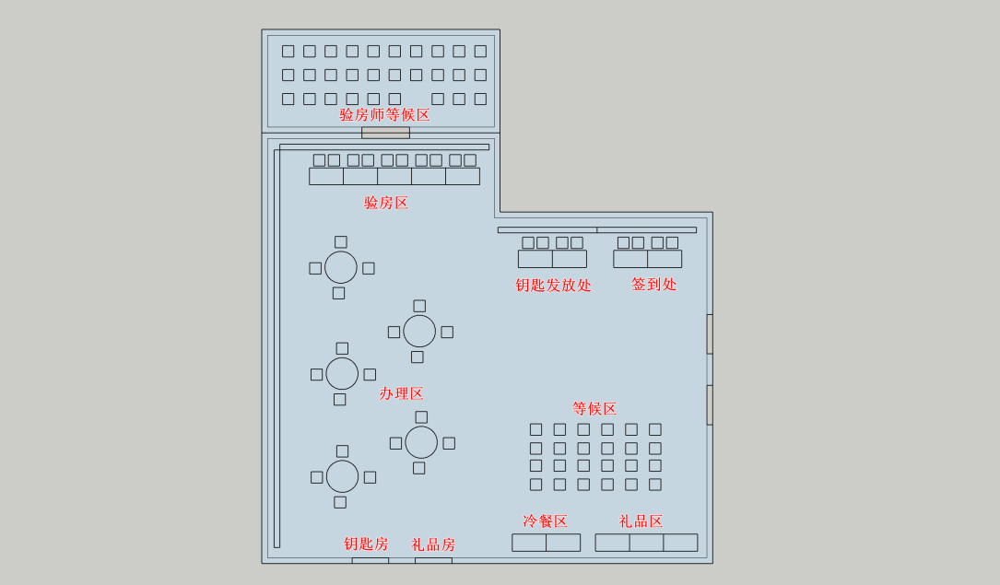 验房师等候区
验房区
钥匙发放处
签到处
办理区
等候区
冷餐区
礼品区
钥匙房
礼品房